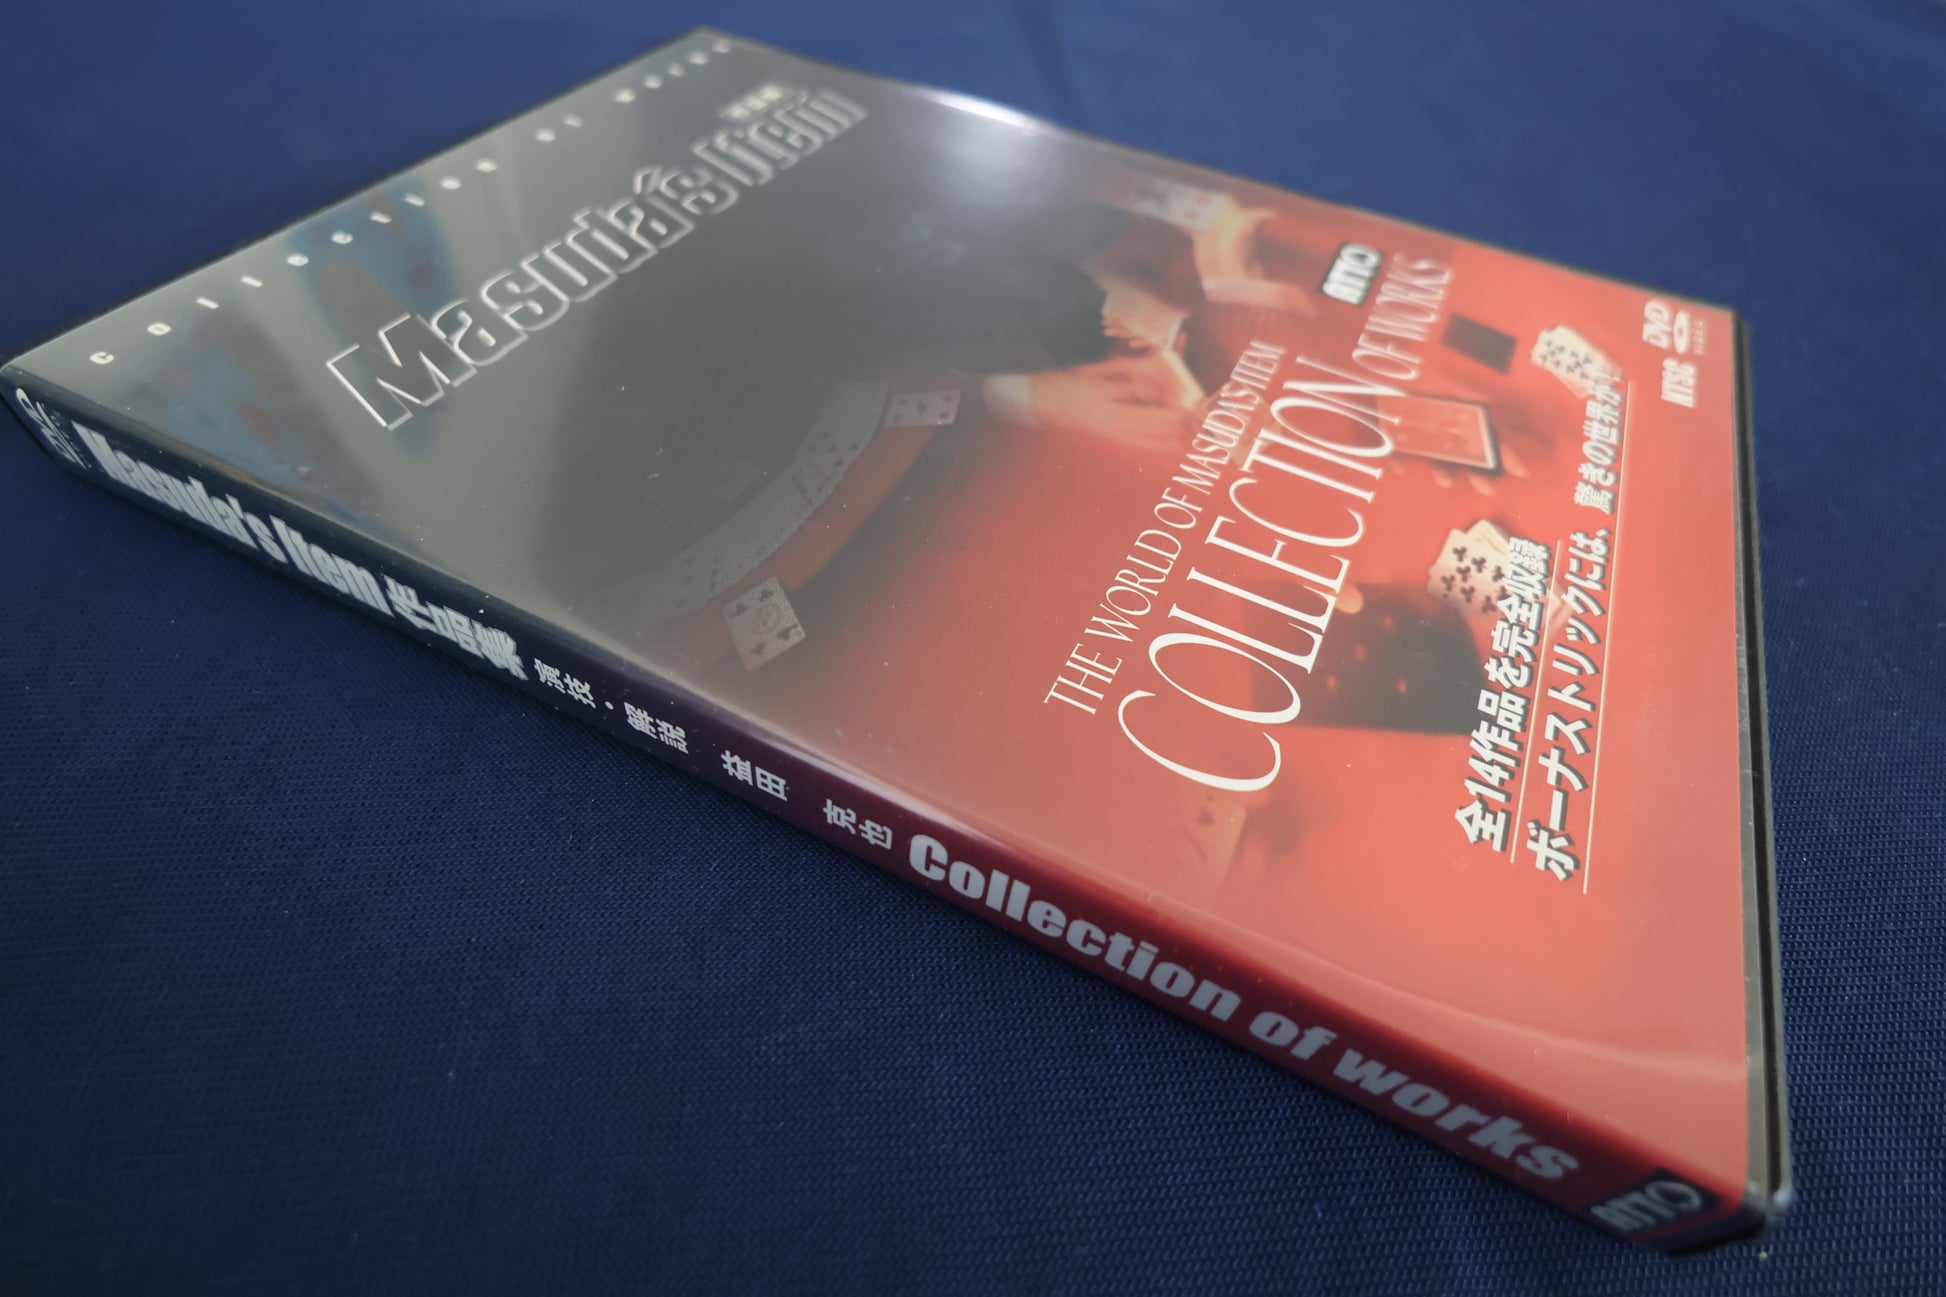 Collection of Works
作品集
Masuda's Item
ATTO
THE WORLD OF MASUDA'S ITEM
COLLECTION OF WORKS
全14作品を完全収録
ボーナストリックには、驚きの世界が
DVD
VIDEO
NTSC
Masuda's Item 作品集 演技・解説 益田 克也 Collection of works ATTO